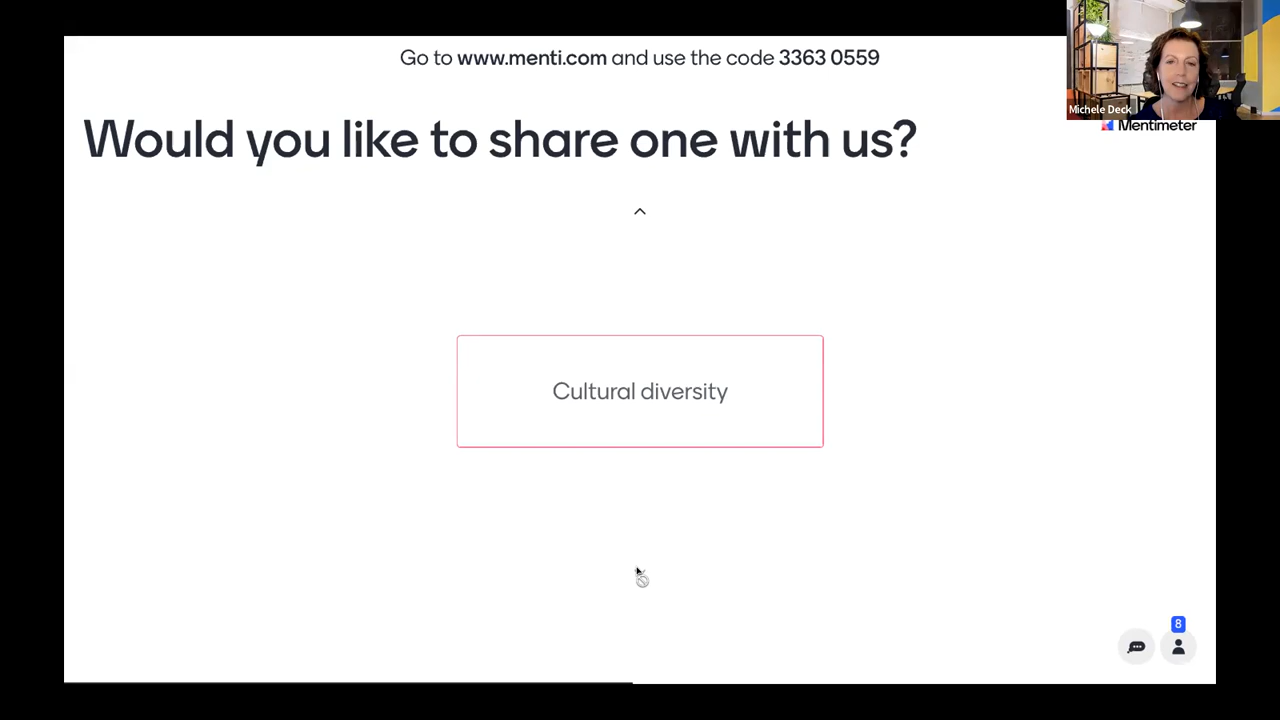 Go to www.menti.com and use the code 3363 0559
Michele Deck
Mentimeter
Would you like to share one with us?
Cultural diversity
8